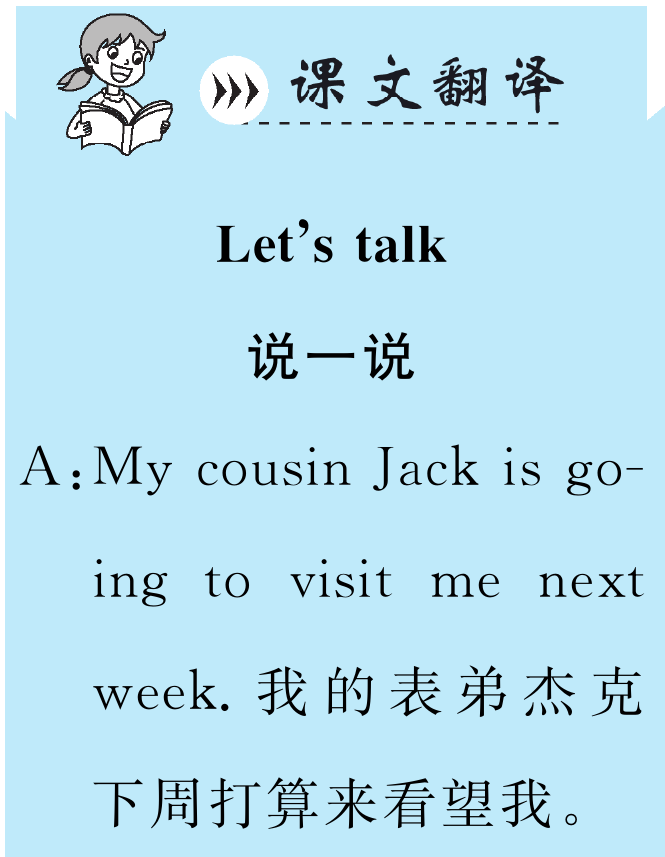 课文翻译
Let's talk
说一说
A:My cousin Jack is go-
ing to visit me next
week. 我的表弟杰克
下周打算来看望我。